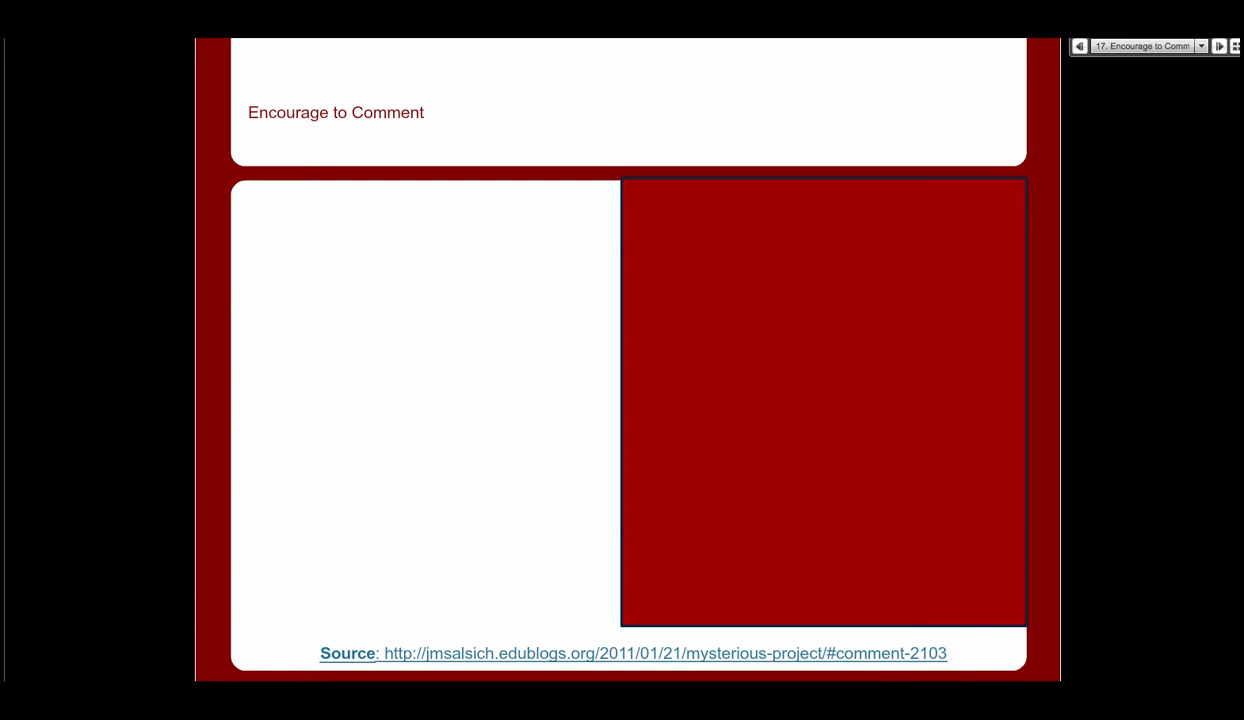 17. Encourage to Comm
Encourage to Comment
Source: http://jmsalsich.edublogs.org/2011/01/21/mysterious-project/#comment-2103